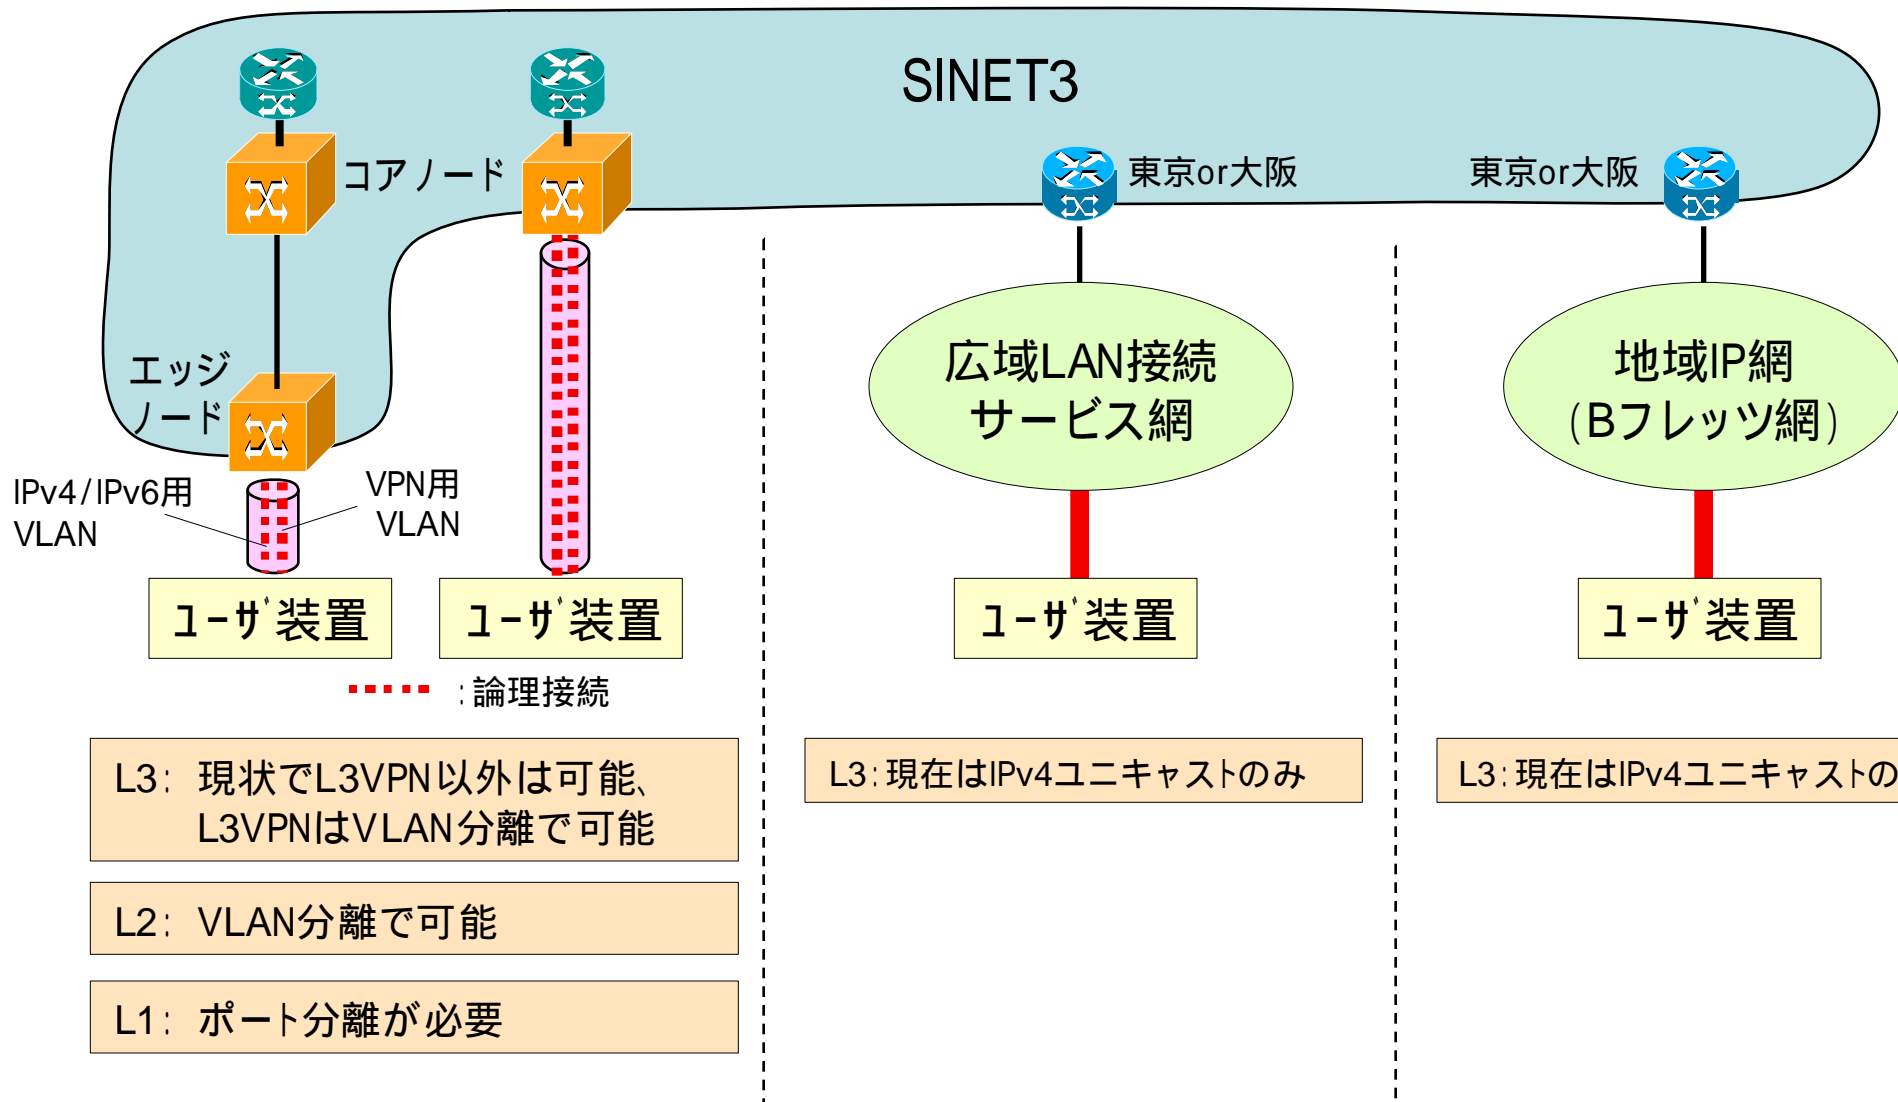 SINET3
コアノード
東京or大阪
東京or大阪
エッジ
ノード
広域LAN接続
サービス網
地域IP網
(Bフレッツ網)
IPv4/IPv6用
VLAN
VPN用
VLAN
ﾕｰｻﾞ装置
ﾕｰｻﾞ装置
ﾕｰｻﾞ装置
ﾕｰｻﾞ装置
:論理接続
L3: 現状でL3VPN以外は可能、
L3VPNはVLAN分離で可能
L3:現在はIPv4ユニキャストのみ
L3:現在はIPv4ユニキャストの
L2: VLAN分離で可能
L1: ポート分離が必要